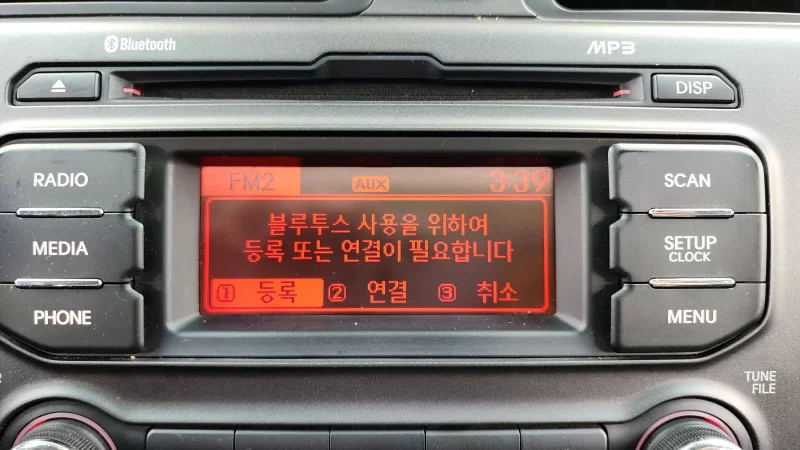 Bluetooth
MP3
DISP
RADIO
SCAN
FM2 AUX 3:39
블루투스 사용을 위하여
등록 또는 연결이 필요합니다
1 등록 2 연결 3 취소
MEDIA
SETUP
CLOCK
PHONE
MENU
TUNE
FILE